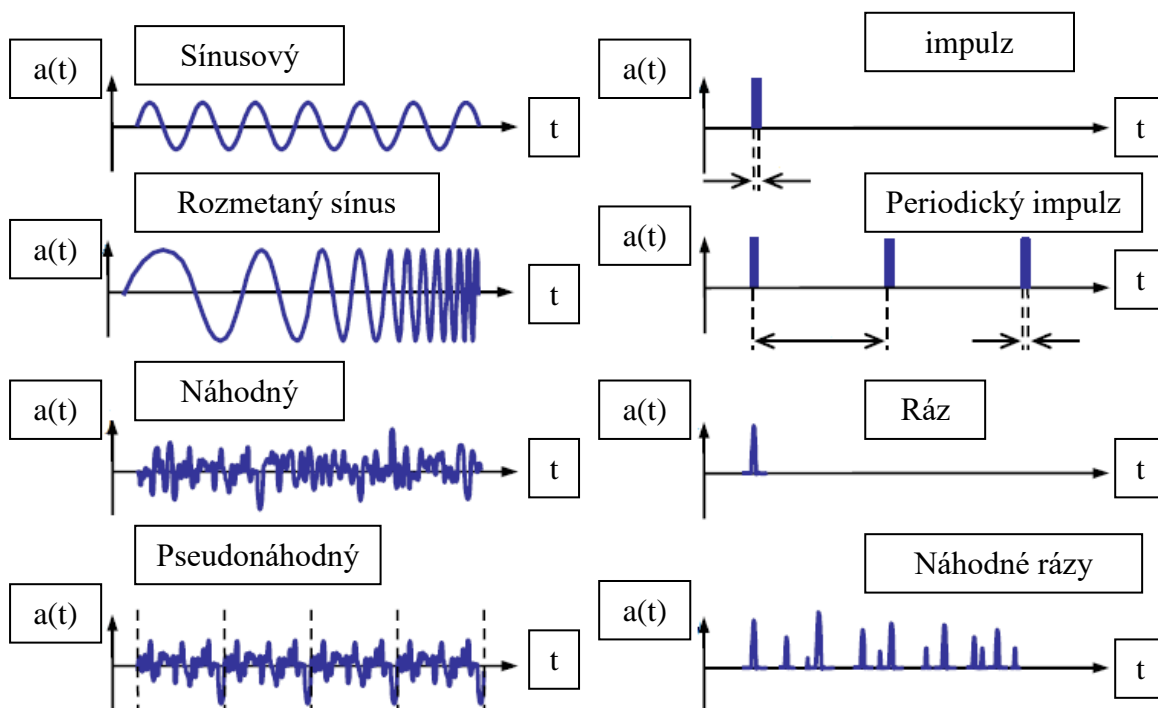 Sínusový
a(t)
t
Rozmetaný sínus
a(t)
t
Náhodný
a(t)
t
Pseudonáhodný
a(t)
t
impulz
a(t)
t
Periodický impulz
a(t)
t
Ráz
a(t)
t
Náhodné rázy
a(t)
t